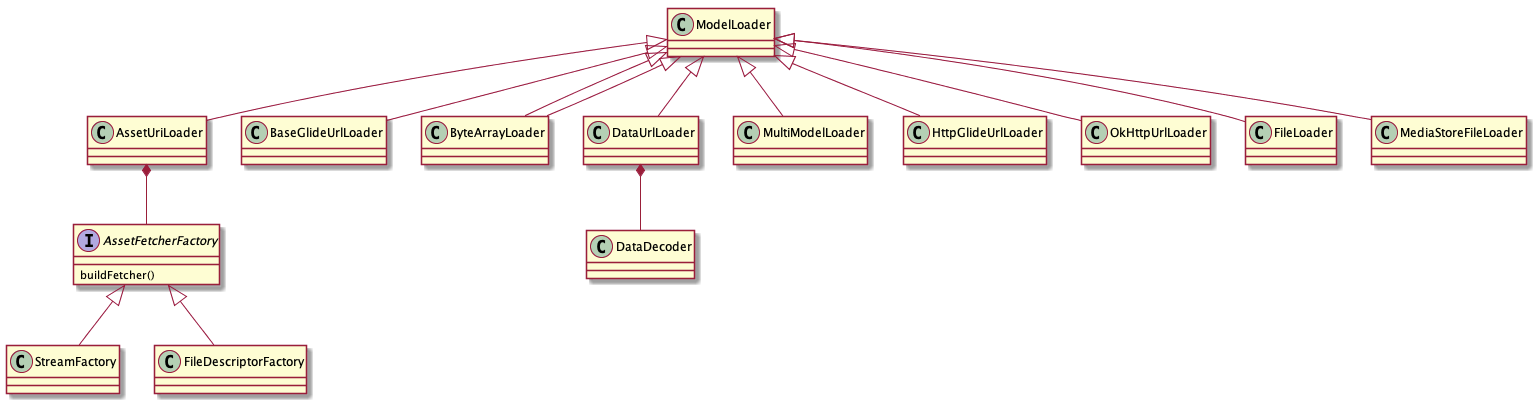 C ModelLoader
C AssetUriLoader
C BaseGlideUrlLoader
C ByteArrayLoader
C DataUrlLoader
C MultiModelLoader
C HttpGlideUrlLoader
C OkHttpUrlLoader
C FileLoader
C MediaStoreFileLoader
I AssetFetcherFactory
buildFetcher()
C DataDecoder
C StreamFactory
C FileDescriptorFactory